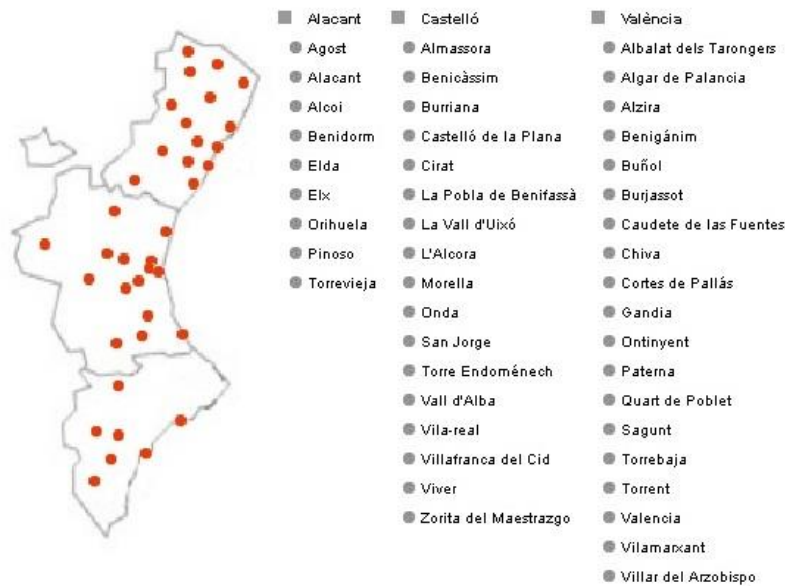 Alacant
Agost
Alacant
Alcoi
Benidorm
Elda
Elx
Orihuela
Pinoso
Torrevieja
Castelló
Almassora
Benicàssim
Burriana
Castelló de la Plana
Cirat
La Pobla de Benifassà
La Vall d'Uixó
L'Alcora
Morella
Onda
San Jorge
Torre Endoménech
Vall d'Alba
Vila-real
Villafranca del Cid
Viver
Zorita del Maestrazgo
València
Albalat dels Tarongers
Algar de Palancia
Alzira
Benigánim
Buñol
Burjassot
Caudete de las Fuentes
Chiva
Cortes de Pallás
Gandia
Ontinyent
Paterna
Quart de Poblet
Sagunt
Torrebaja
Torrent
Valencia
Vilamarxant
Villar del Arzobispo